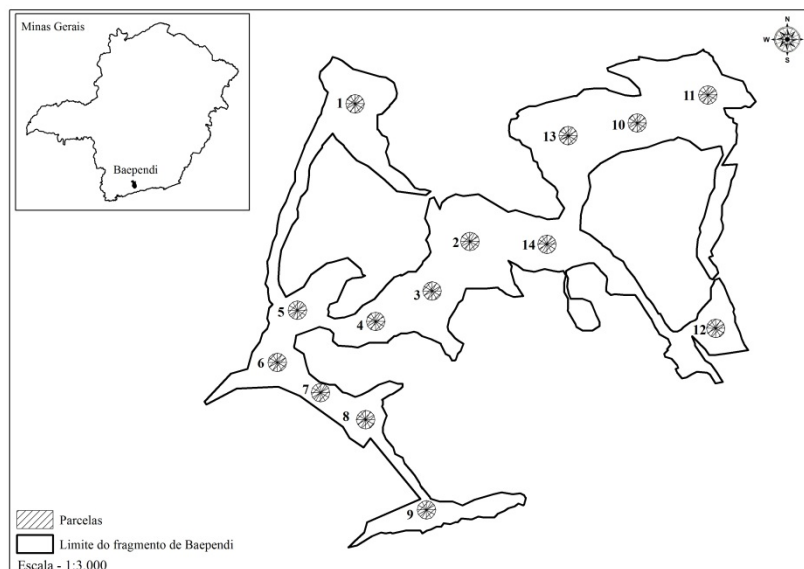 Minas Gerais
Baependi
N
W E
S
1
11
10
13
2
14
3
5
4
12
6
7
8
9
Parcelas
Limite do fragmento de Baependi
Escala - 1:3.000